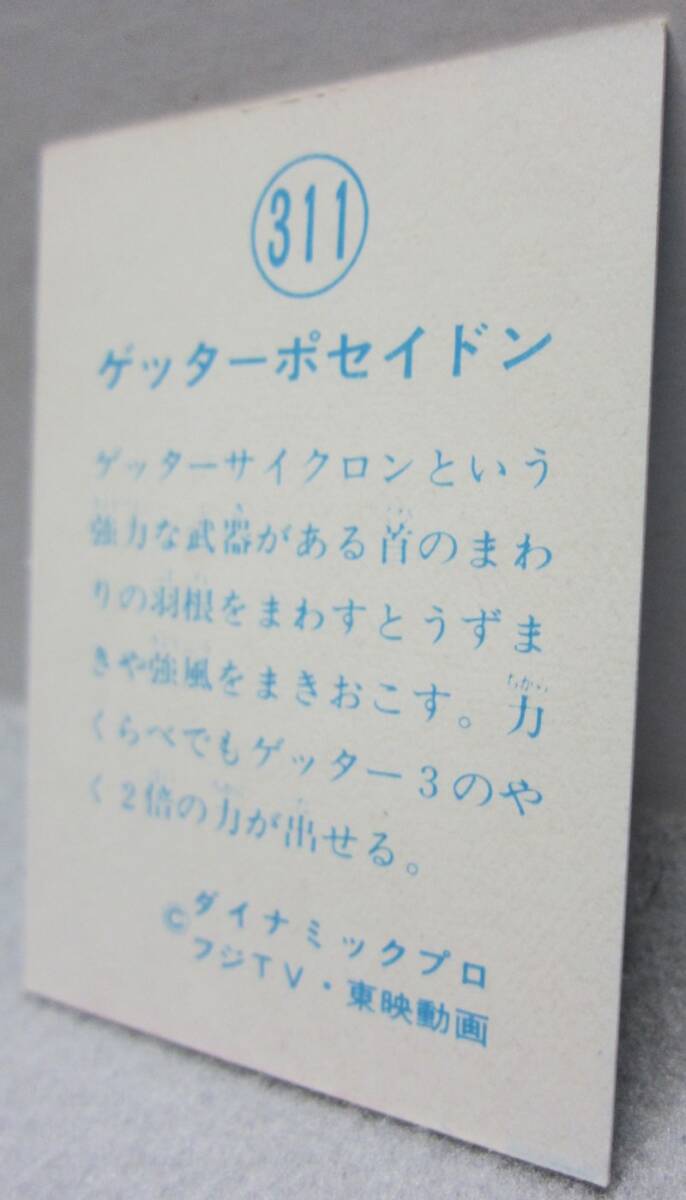 311
ゲッターポセイドン
ゲッターサイクロンという
強力な武器がある首のまわ
りの羽根をまわすとうずま
きや強風をまきおこす。力
くらべでもゲッター3のや
く2倍の力が出せる。
©ダイナミックプロ
フジTV・東映動画